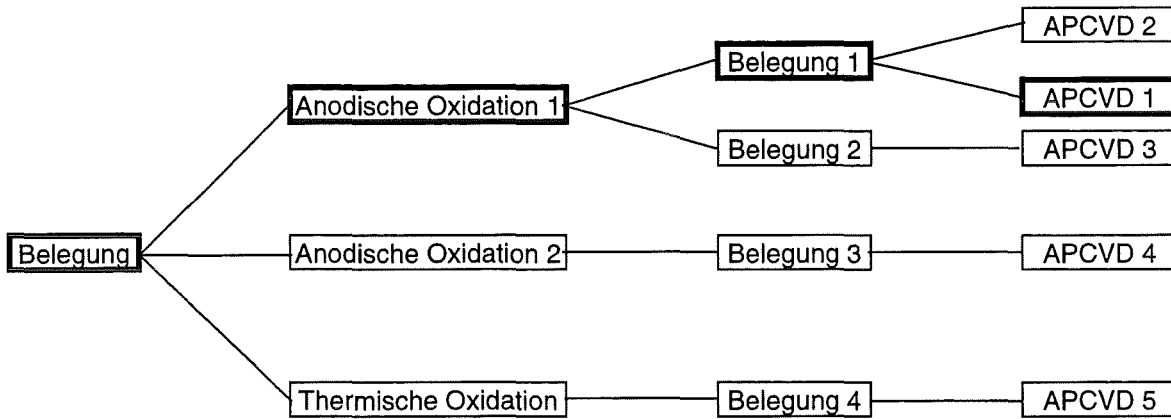 APCVD 2
Belegung 1
Anodische Oxidation 1
APCVD 1
Belegung 2
APCVD 3
Belegung
Anodische Oxidation 2
Belegung 3
APCVD 4
Thermische Oxidation
Belegung 4
APCVD 5